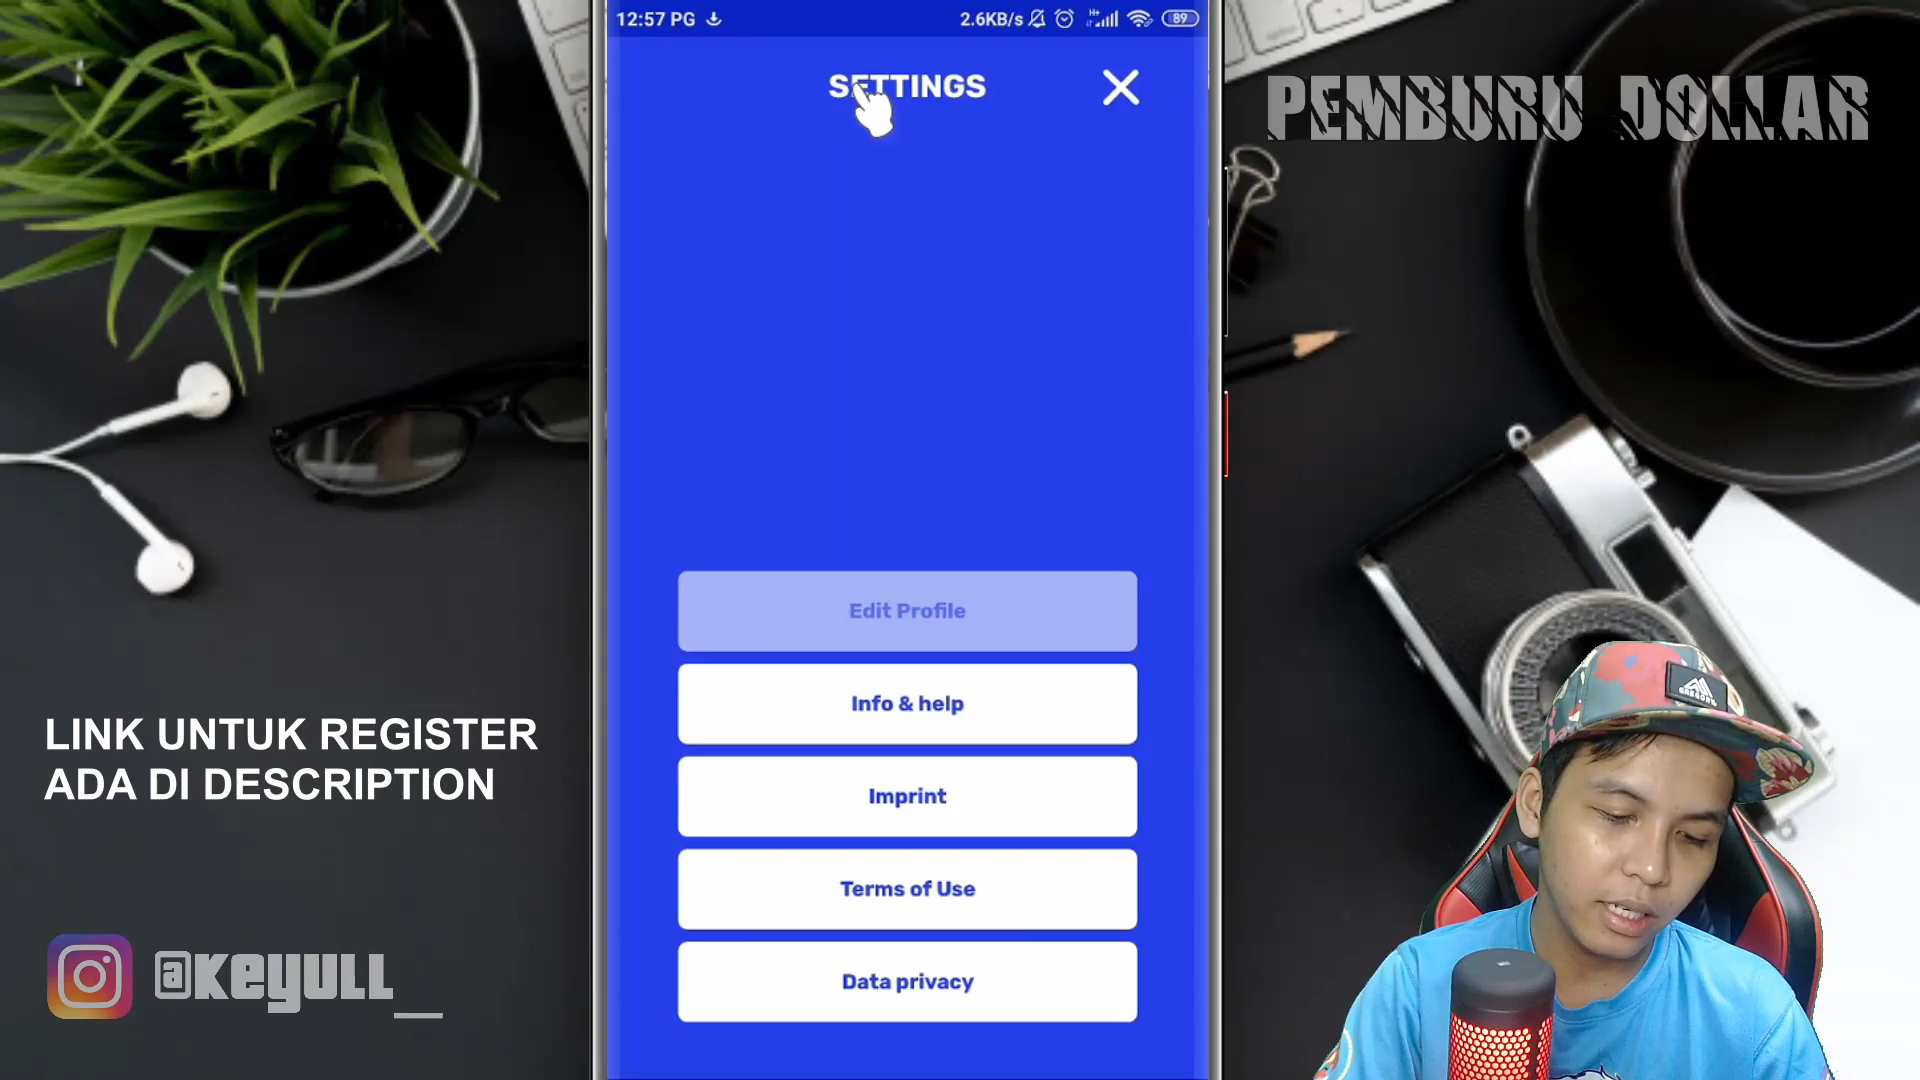 12:57 PG
2.6KB/s
H+
89
SETTINGS
PEMBURU DOLLAR
Edit Profile
Info & help
Imprint
Terms of Use
Data privacy
LINK UNTUK REGISTER
ADA DI DESCRIPTION
@KEYULL_